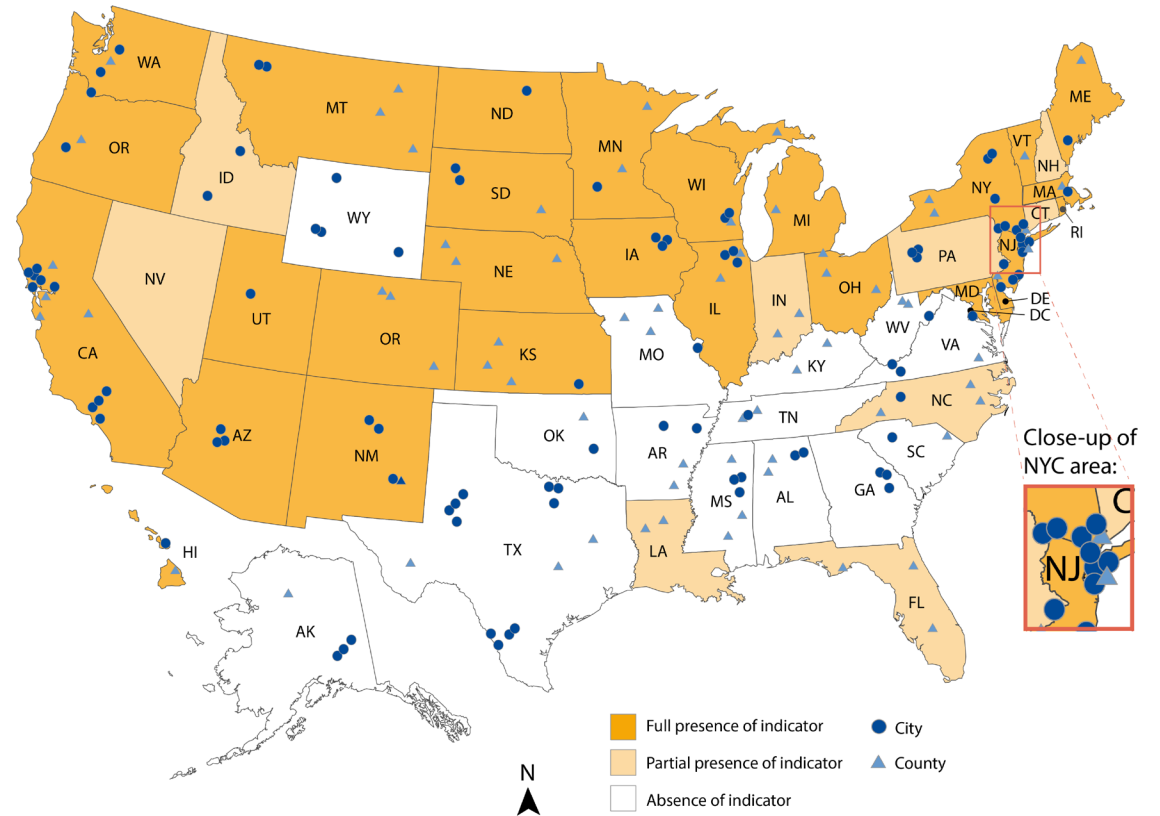 WA
MT
ND
MN
ME
VT
NH
OR
ID
SD
WI
NY
MA
MI
CT
WY
RI
IA
NJ
PA
NV
NE
IN
OH
MD
DE
DC
UT
IL
WV
OR
VA
CA
KS
MO
KY
NC
TN
AZ
OK
NM
AR
SC
Close-up of
NYC area:
GA
MS
AL
C
HI
TX
LA
NJ
FL
AK
Full presence of indicator
City
Partial presence of indicator
County
N
Absence of indicator